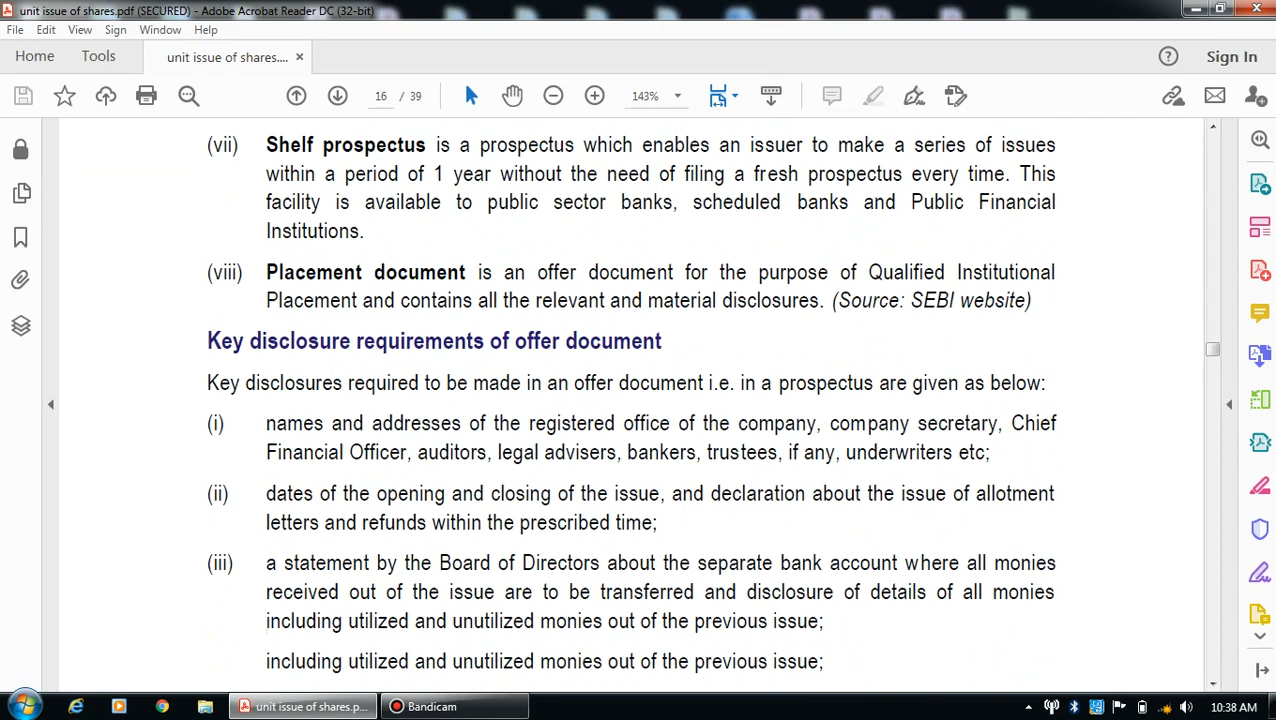 unit issue of shares.pdf (SECURED) - Adobe Acrobat Reader DC (32-bit)
File Edit View Sign Window Help
Home Tools unit issue of shares.... × Sign In
16 / 39 143%
(vii) Shelf prospectus is a prospectus which enables an issuer to make a series of issues
within a period of 1 year without the need of filing a fresh prospectus every time. This
facility is available to public sector banks, scheduled banks and Public Financial
Institutions.
(viii) Placement document is an offer document for the purpose of Qualified Institutional
Placement and contains all the relevant and material disclosures. (Source: SEBI website)
Key disclosure requirements of offer document
Key disclosures required to be made in an offer document i.e. in a prospectus are given as below:
(i) names and addresses of the registered office of the company, company secretary, Chief
Financial Officer, auditors, legal advisers, bankers, trustees, if any, underwriters etc;
(ii) dates of the opening and closing of the issue, and declaration about the issue of allotment
letters and refunds within the prescribed time;
(iii) a statement by the Board of Directors about the separate bank account where all monies
received out of the issue are to be transferred and disclosure of details of all monies
including utilized and unutilized monies out of the previous issue;
including utilized and unutilized monies out of the previous issue;
unit issue of shares.p... Bandicam 10:38 AM